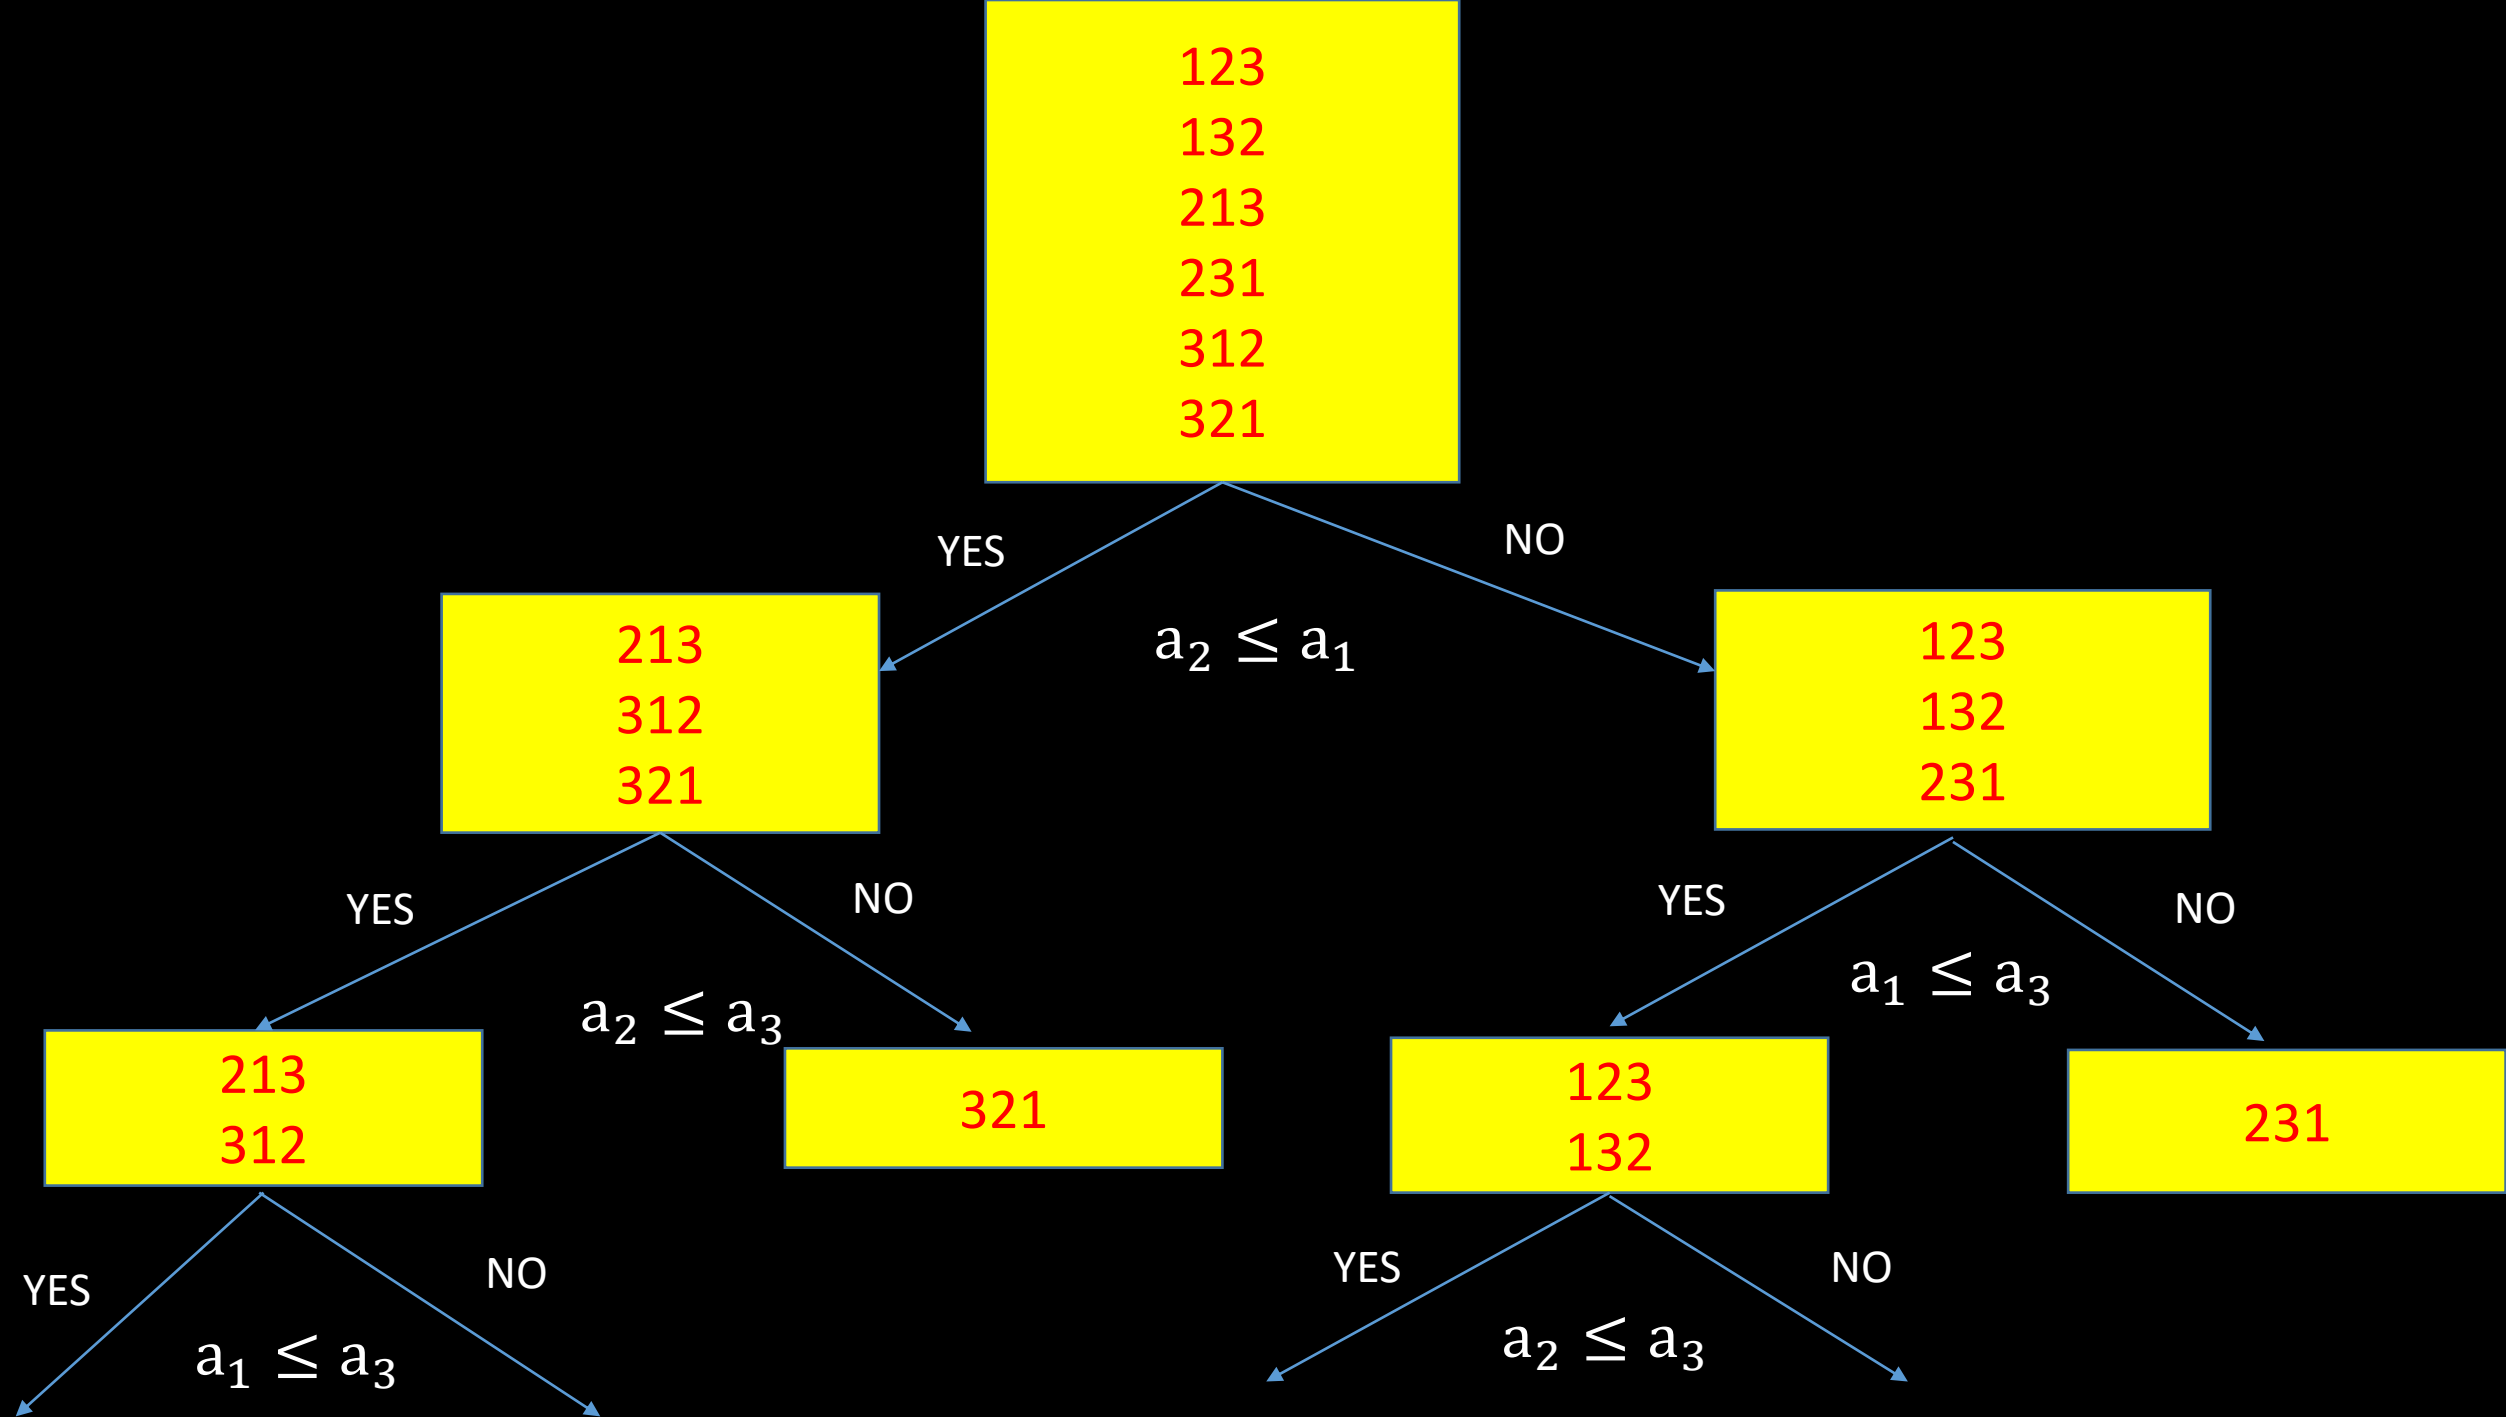 123
132
213
231
312
321
YES
NO
a₂ ≤ a₁
213
312
321
123
132
231
YES
NO
YES
NO
a₂ ≤ a₃
a₁ ≤ a₃
213
312
321
123
132
231
YES
NO
YES
NO
a₁ ≤ a₃
a₂ ≤ a₃